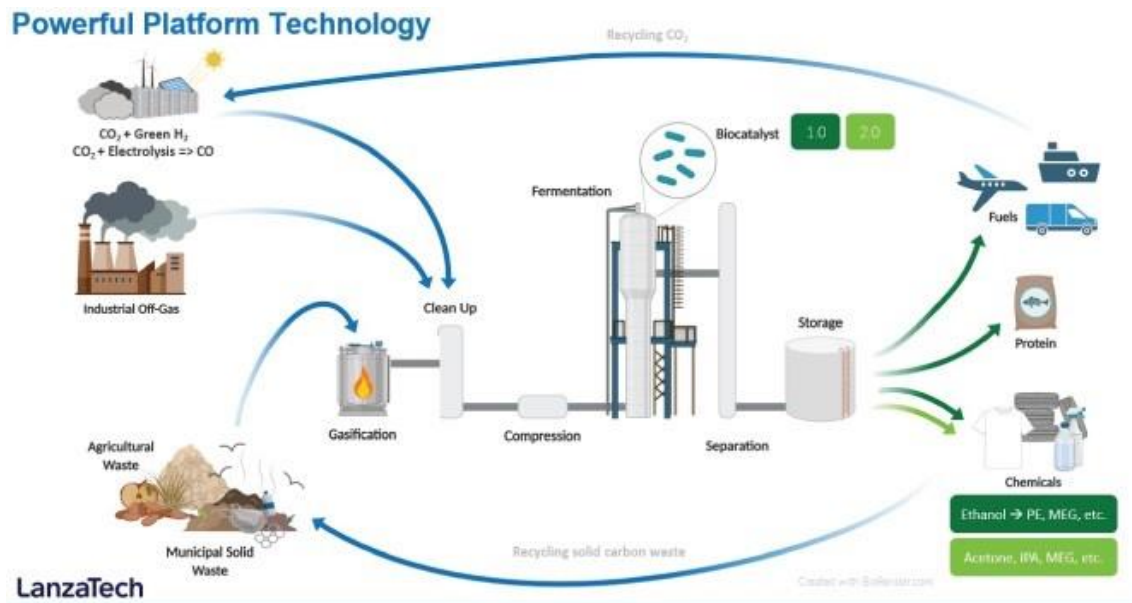 Powerful Platform Technology
Recycling CO₂
CO₂ + Green H₂
CO₂ + Electrolysis => CO
Biocatalyst
1.0
2.0
Fermentation
Fuels
Industrial Off-Gas
Clean Up
Storage
Protein
Gasification
Compression
Separation
Agricultural
Waste
Chemicals
Ethanol → PE, MEG, etc.
Municipal Solid
Waste
Recycling solid carbon waste
Acetone, IPA, MEG, etc.
Created with BioRender.com
LanzaTech